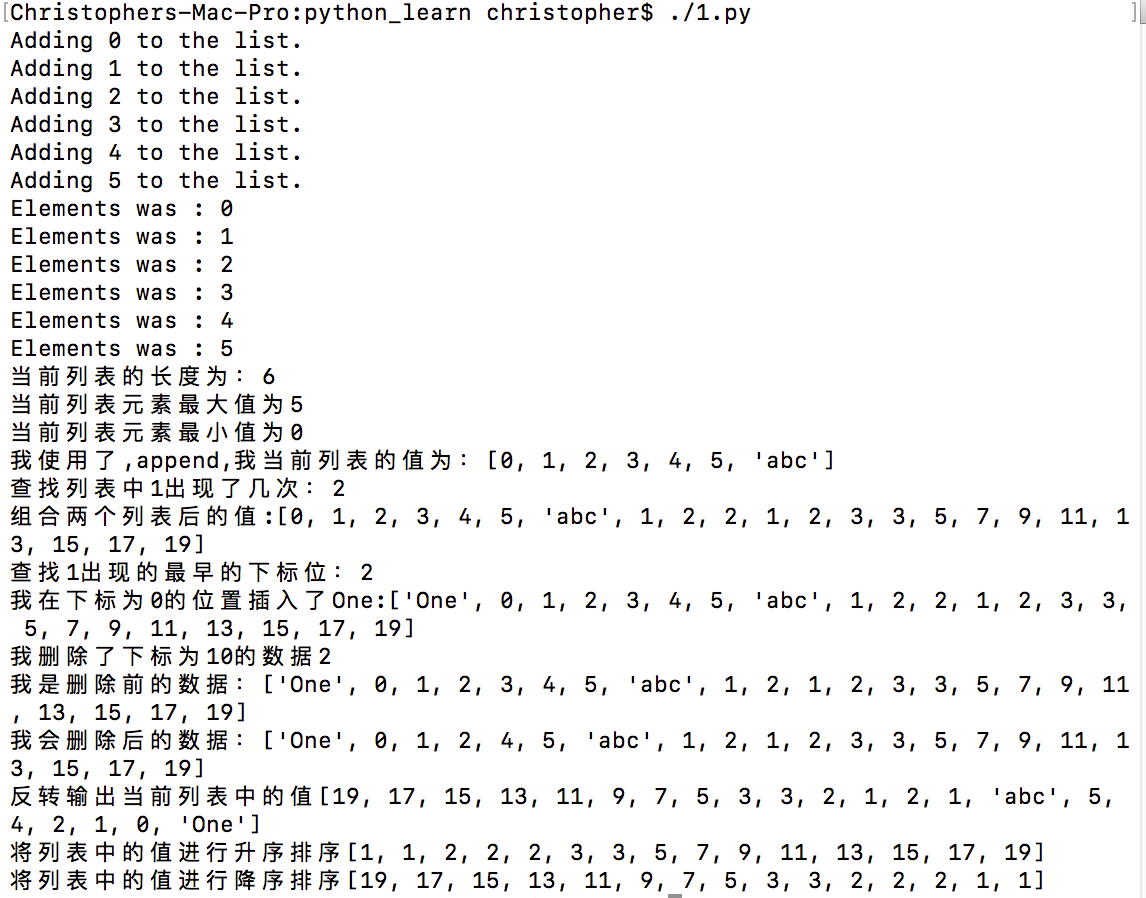 [Christophers-Mac-Pro:python_learn christopher$ ./1.py ]
Adding 0 to the list.
Adding 1 to the list.
Adding 2 to the list.
Adding 3 to the list.
Adding 4 to the list.
Adding 5 to the list.
Elements was : 0
Elements was : 1
Elements was : 2
Elements was : 3
Elements was : 4
Elements was : 5
当前列表的长度为： 6
当前列表元素最大值为5
当前列表元素最小值为0
我使用了,append,我当前列表的值为： [0, 1, 2, 3, 4, 5, 'abc']
查找列表中1出现了几次： 2
组合两个列表后的值:[0, 1, 2, 3, 4, 5, 'abc', 1, 2, 2, 1, 2, 3, 3, 5, 7, 9, 11, 1
3, 15, 17, 19]
查找1出现的最早的下标位： 2
我在下标为0的位置插入了One:['One', 0, 1, 2, 3, 4, 5, 'abc', 1, 2, 2, 1, 2, 3, 3,
 5, 7, 9, 11, 13, 15, 17, 19]
我删除了下标为10的数据2
我是删除前的数据： ['One', 0, 1, 2, 3, 4, 5, 'abc', 1, 2, 1, 2, 3, 3, 5, 7, 9, 11
, 13, 15, 17, 19]
我会删除后的数据： ['One', 0, 1, 2, 4, 5, 'abc', 1, 2, 1, 2, 3, 3, 5, 7, 9, 11, 1
3, 15, 17, 19]
反转输出当前列表中的值[19, 17, 15, 13, 11, 9, 7, 5, 3, 3, 2, 1, 2, 1, 'abc', 5,
4, 2, 1, 0, 'One']
将列表中的值进行升序排序[1, 1, 2, 2, 2, 3, 3, 5, 7, 9, 11, 13, 15, 17, 19]
将列表中的值进行降序排序[19, 17, 15, 13, 11, 9, 7, 5, 3, 3, 2, 2, 2, 1, 1]